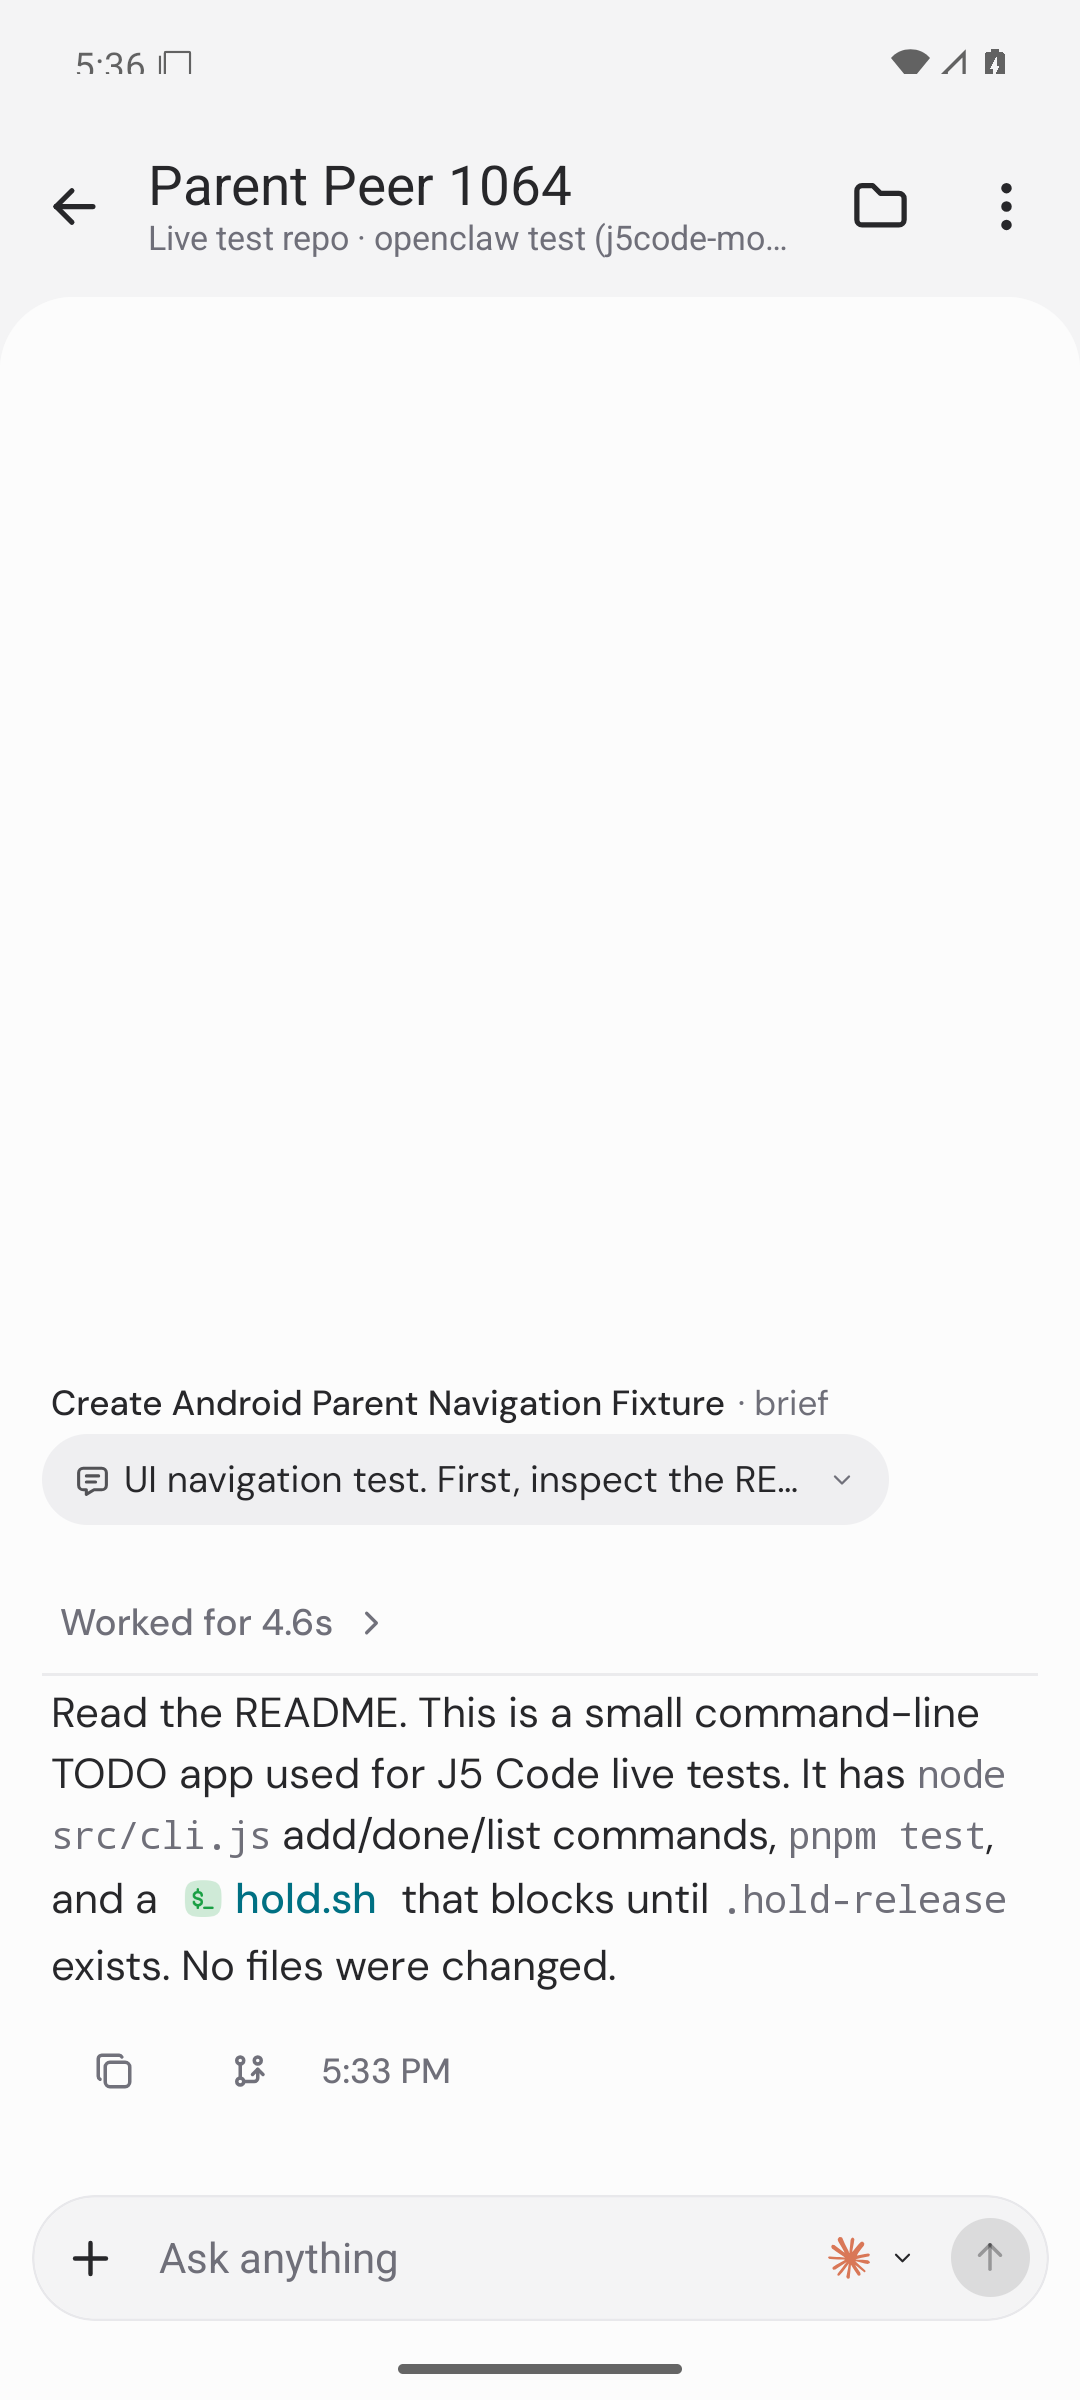 5:36
Parent Peer 1064
Live test repo · openclaw test (j5code-mo...
Create Android Parent Navigation Fixture · brief
UI navigation test. First, inspect the RE...
Worked for 4.6s
Read the README. This is a small command-line
TODO app used for J5 Code live tests. It has node
src/cli.js add/done/list commands, pnpm test,
and a $_ hold.sh that blocks until .hold-release
exists. No files were changed.
5:33 PM
Ask anything